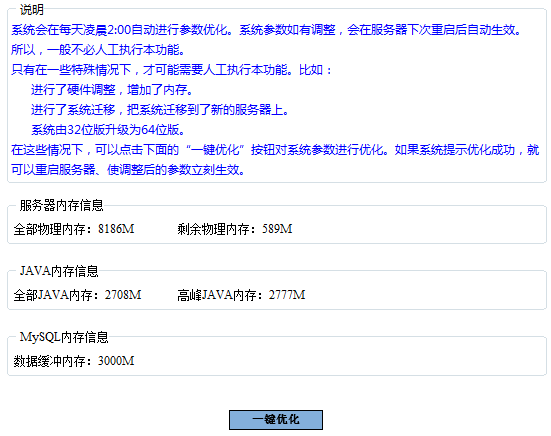 说明
系统会在每天凌晨2:00自动进行参数优化。系统参数如有调整，会在服务器下次重启后自动生效。
所以，一般不必人工执行本功能。
只有在一些特殊情况下，才可能需要人工执行本功能。比如：
进行了硬件调整，增加了内存。
进行了系统迁移，把系统迁移到了新的服务器上。
系统由32位版升级为64位版。
在这些情况下，可以点击下面的“一键优化”按钮对系统参数进行优化。如果系统提示优化成功，就
可以重启服务器、使调整后的参数立刻生效。
服务器内存信息
全部物理内存：8186M 剩余物理内存：589M
JAVA内存信息
全部JAVA内存：2708M 高峰JAVA内存：2777M
MySQL内存信息
数据缓冲内存：3000M
一键优化